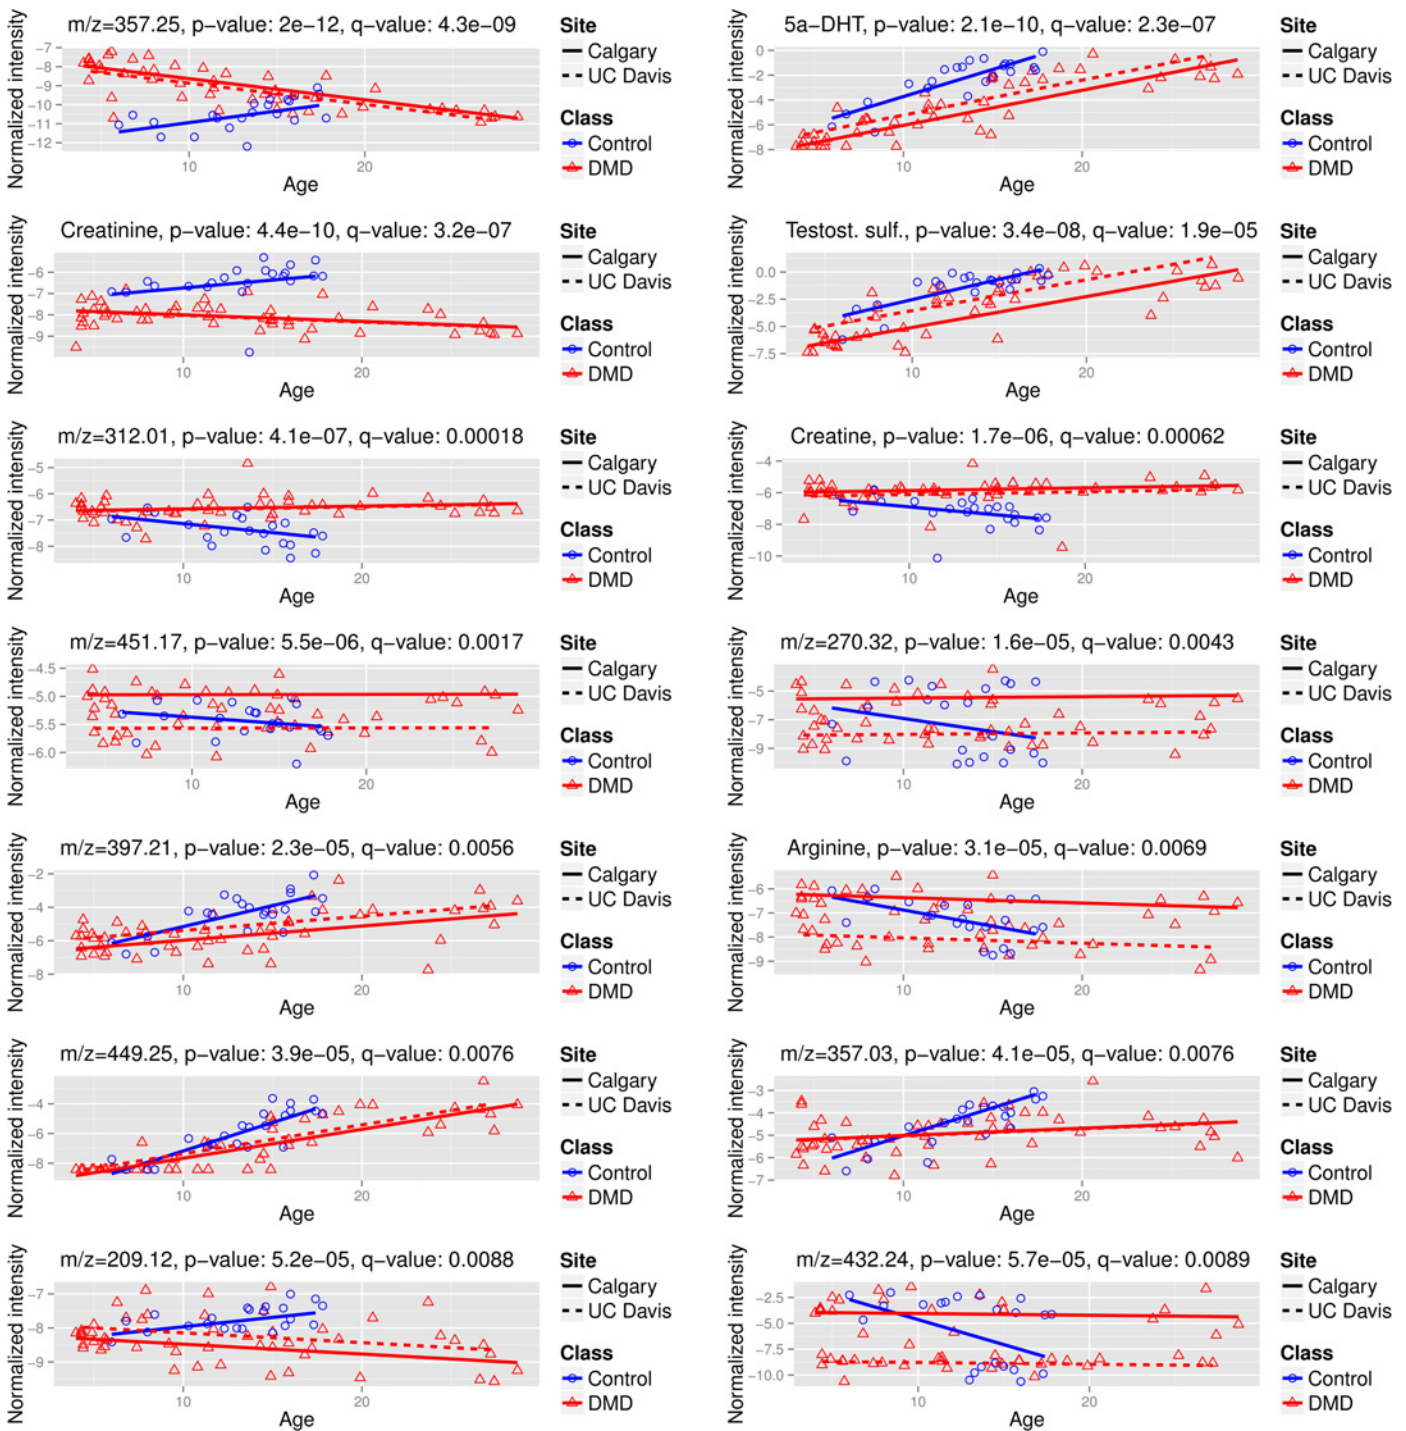 m/z=357.25, p-value: 2e-12, q-value: 4.3e-09
Normalized intensity
-7
-8
-9
-10
-11
-12
10
20
Age
Site
Calgary
UC Davis
Class
Control
DMD
5a-DHT, p-value: 2.1e-10, q-value: 2.3e-07
Normalized intensity
0
-2
-4
-6
-8
10
20
Age
Site
Calgary
UC Davis
Class
Control
DMD
Creatinine, p-value: 4.4e-10, q-value: 3.2e-07
Normalized intensity
-6
-7
-8
-9
10
20
Age
Site
Calgary
UC Davis
Class
Control
DMD
Testost. sulf., p-value: 3.4e-08, q-value: 1.9e-05
Normalized intensity
0.0
-2.5
-5.0
-7.5
10
20
Age
Site
Calgary
UC Davis
Class
Control
DMD
m/z=312.01, p-value: 4.1e-07, q-value: 0.00018
Normalized intensity
-5
-6
-7
-8
10
20
Age
Site
Calgary
UC Davis
Class
Control
DMD
Creatine, p-value: 1.7e-06, q-value: 0.00062
Normalized intensity
-4
-6
-8
-10
10
20
Age
Site
Calgary
UC Davis
Class
Control
DMD
m/z=451.17, p-value: 5.5e-06, q-value: 0.0017
Normalized intensity
-4.5
-5.0
-5.5
-6.0
10
20
Age
Site
Calgary
UC Davis
Class
Control
DMD
m/z=270.32, p-value: 1.6e-05, q-value: 0.0043
Normalized intensity
-5
-7
-9
10
20
Age
Site
Calgary
UC Davis
Class
Control
DMD
m/z=397.21, p-value: 2.3e-05, q-value: 0.0056
Normalized intensity
-2
-4
-6
-8
10
20
Age
Site
Calgary
UC Davis
Class
Control
DMD
Arginine, p-value: 3.1e-05, q-value: 0.0069
Normalized intensity
-6
-7
-8
-9
10
20
Age
Site
Calgary
UC Davis
Class
Control
DMD
m/z=449.25, p-value: 3.9e-05, q-value: 0.0076
Normalized intensity
-4
-6
-8
10
20
Age
Site
Calgary
UC Davis
Class
Control
DMD
m/z=357.03, p-value: 4.1e-05, q-value: 0.0076
Normalized intensity
-3
-4
-5
-6
-7
10
20
Age
Site
Calgary
UC Davis
Class
Control
DMD
m/z=209.12, p-value: 5.2e-05, q-value: 0.0088
Normalized intensity
-7
-8
-9
10
20
Age
Site
Calgary
UC Davis
Class
Control
DMD
m/z=432.24, p-value: 5.7e-05, q-value: 0.0089
Normalized intensity
-2.5
-5.0
-7.5
-10.0
10
20
Age
Site
Calgary
UC Davis
Class
Control
DMD